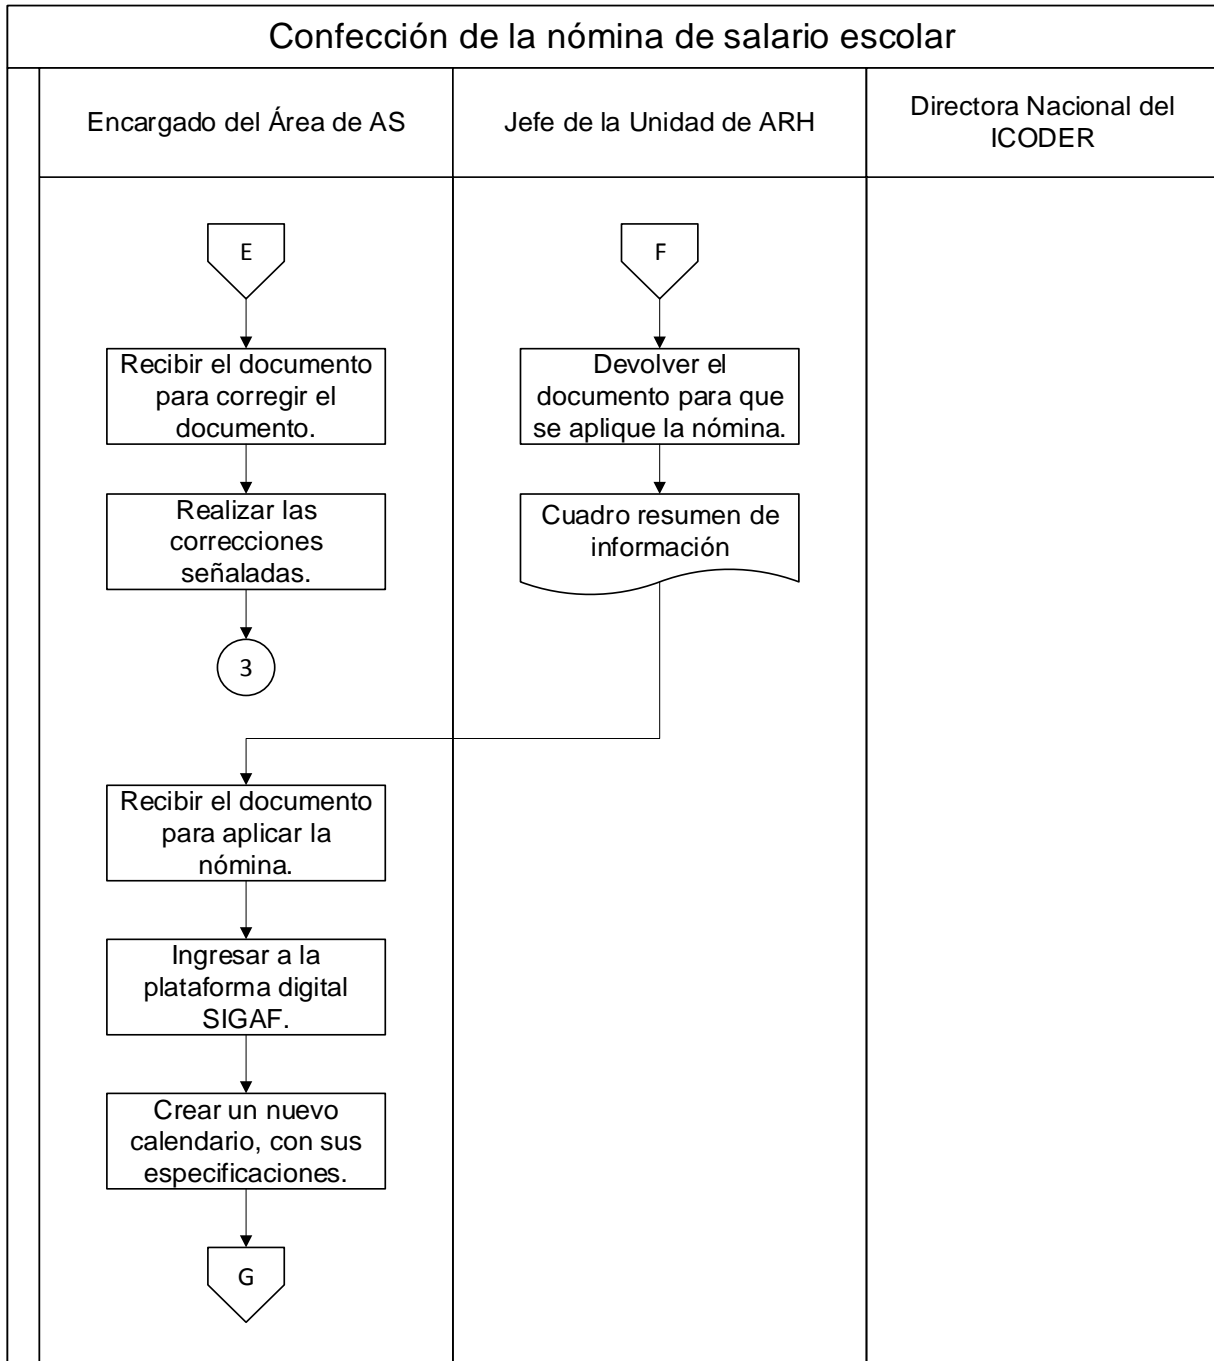 Confección de la nómina de salario escolar
Encargado del Área de AS
Jefe de la Unidad de ARH
Directora Nacional del
ICODER
E
Recibir el documento
para corregir el
documento.
Realizar las
correcciones
señaladas.
3
F
Devolver el
documento para que
se aplique la nómina.
Cuadro resumen de
información
Recibir el documento
para aplicar la
nómina.
Ingresar a la
plataforma digital
SIGAF.
Crear un nuevo
calendario, con sus
especificaciones.
G